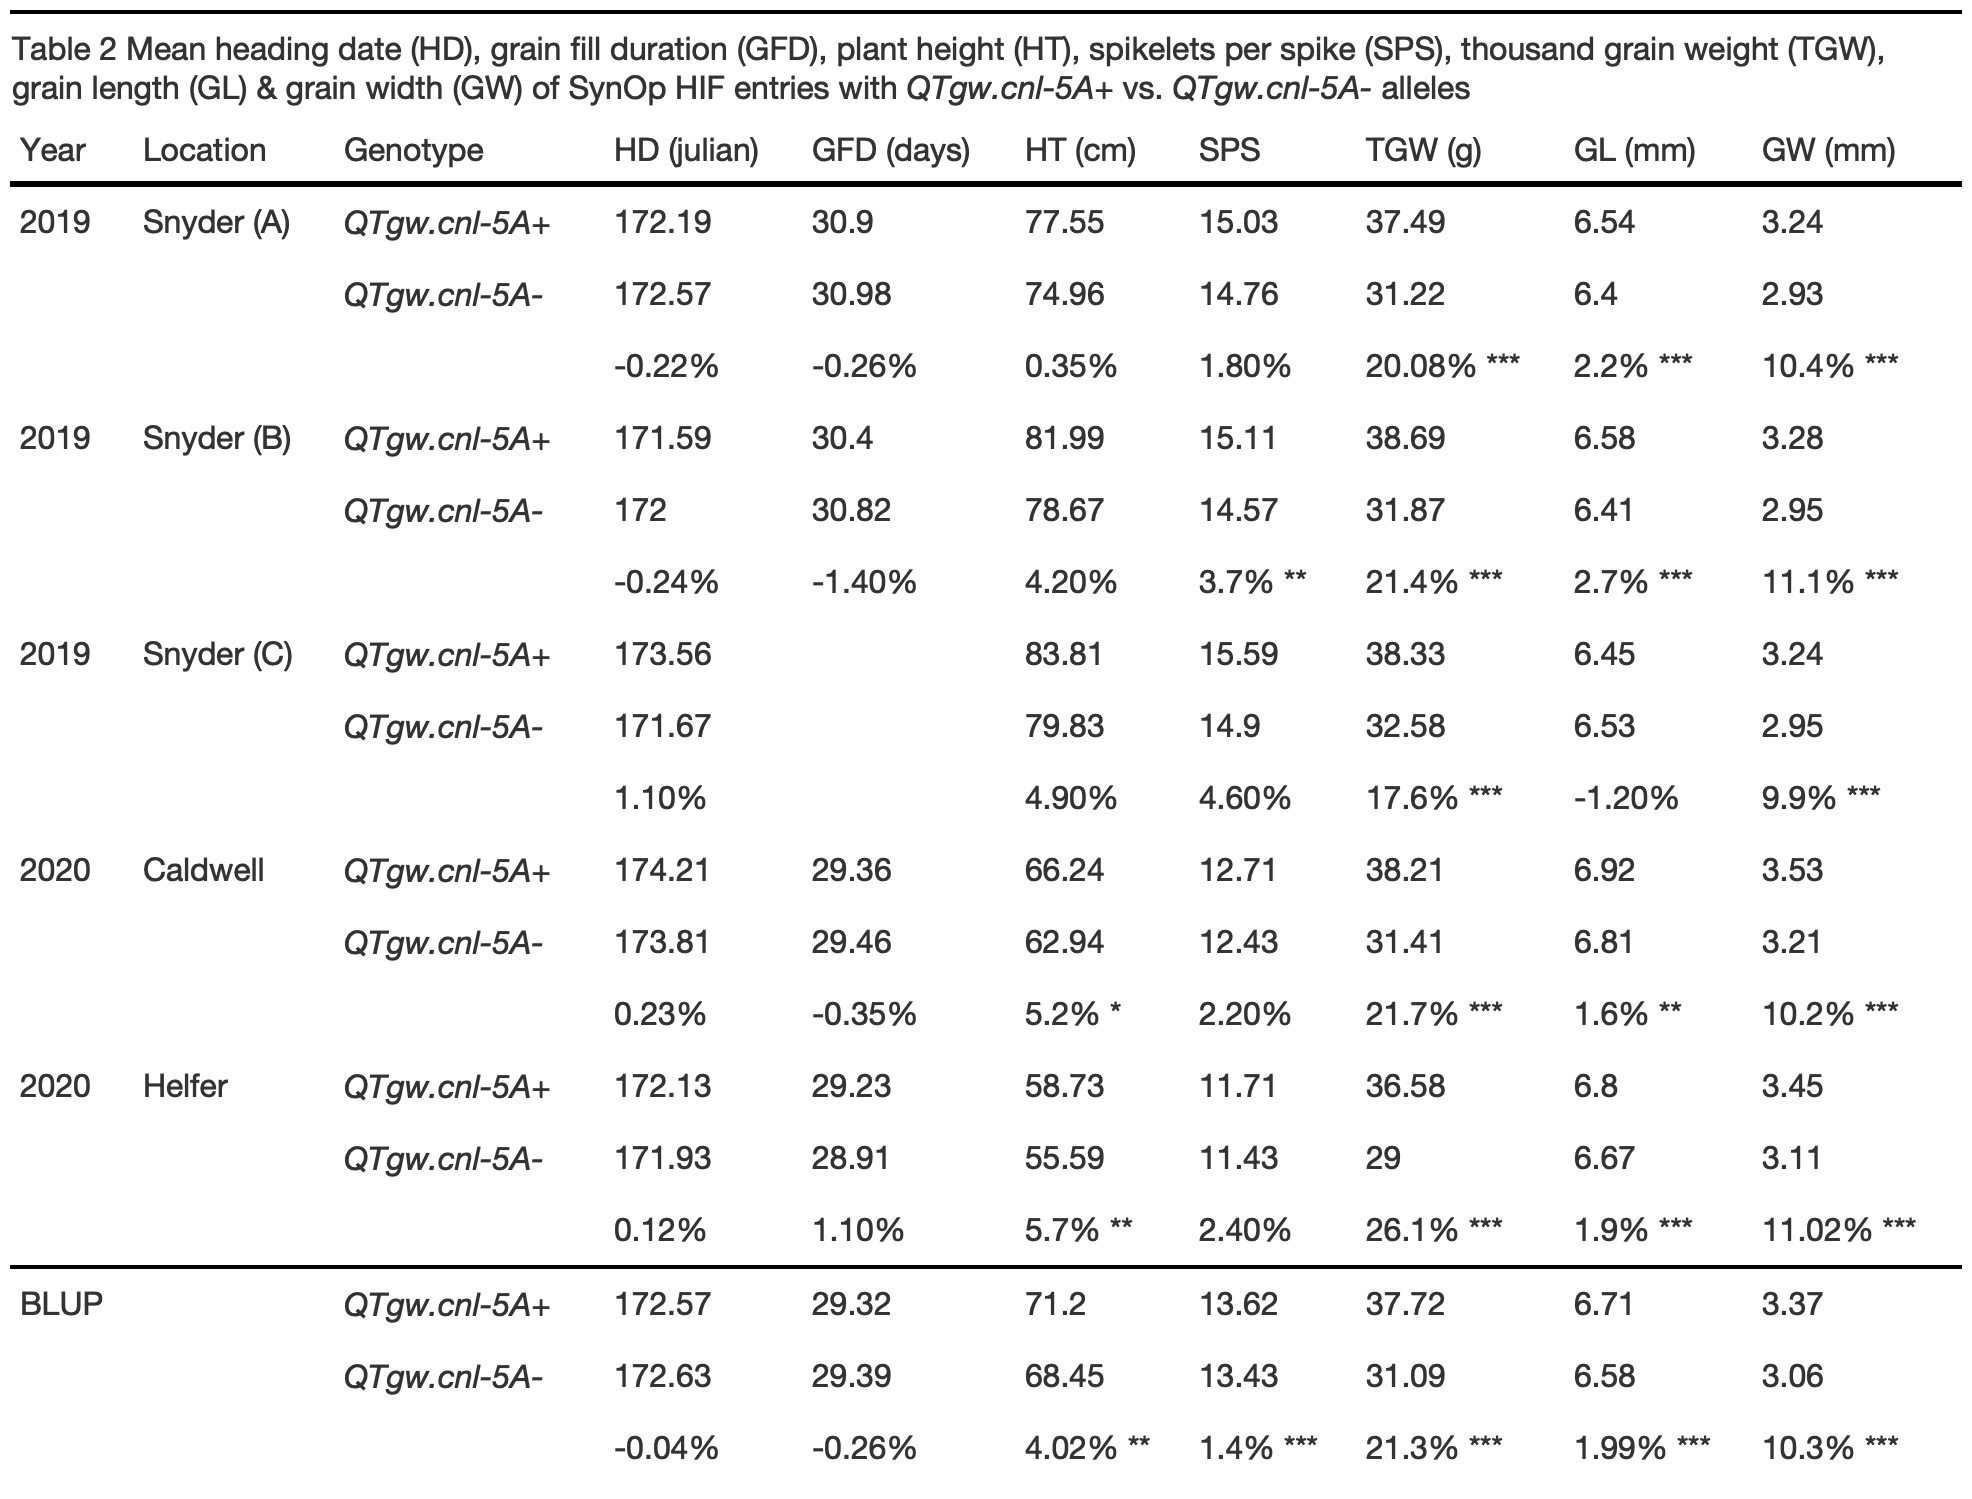 Table 2 Mean heading date (HD), grain fill duration (GFD), plant height (HT), spikelets per spike (SPS), thousand grain weight (TGW),
grain length (GL) & grain width (GW) of SynOp HIF entries with QTgw.cnl-5A+ vs. QTgw.cnl-5A- alleles
Year Location Genotype HD (julian) GFD (days) HT (cm) SPS TGW (g) GL (mm) GW (mm)
2019 Snyder (A) QTgw.cnl-5A+ 172.19 30.9 77.55 15.03 37.49 6.54 3.24
QTgw.cnl-5A- 172.57 30.98 74.96 14.76 31.22 6.4 2.93
-0.22% -0.26% 0.35% 1.80% 20.08% *** 2.2% *** 10.4% ***
2019 Snyder (B) QTgw.cnl-5A+ 171.59 30.4 81.99 15.11 38.69 6.58 3.28
QTgw.cnl-5A- 172 30.82 78.67 14.57 31.87 6.41 2.95
-0.24% -1.40% 4.20% 3.7% ** 21.4% *** 2.7% *** 11.1% ***
2019 Snyder (C) QTgw.cnl-5A+ 173.56 83.81 15.59 38.33 6.45 3.24
QTgw.cnl-5A- 171.67 79.83 14.9 32.58 6.53 2.95
1.10% 4.90% 4.60% 17.6% *** -1.20% 9.9% ***
2020 Caldwell QTgw.cnl-5A+ 174.21 29.36 66.24 12.71 38.21 6.92 3.53
QTgw.cnl-5A- 173.81 29.46 62.94 12.43 31.41 6.81 3.21
0.23% -0.35% 5.2% * 2.20% 21.7% *** 1.6% ** 10.2% ***
2020 Helfer QTgw.cnl-5A+ 172.13 29.23 58.73 11.71 36.58 6.8 3.45
QTgw.cnl-5A- 171.93 28.91 55.59 11.43 29 6.67 3.11
0.12% 1.10% 5.7% ** 2.40% 26.1% *** 1.9% *** 11.02% ***
BLUP QTgw.cnl-5A+ 172.57 29.32 71.2 13.62 37.72 6.71 3.37
QTgw.cnl-5A- 172.63 29.39 68.45 13.43 31.09 6.58 3.06
-0.04% -0.26% 4.02% ** 1.4% *** 21.3% *** 1.99% *** 10.3% ***